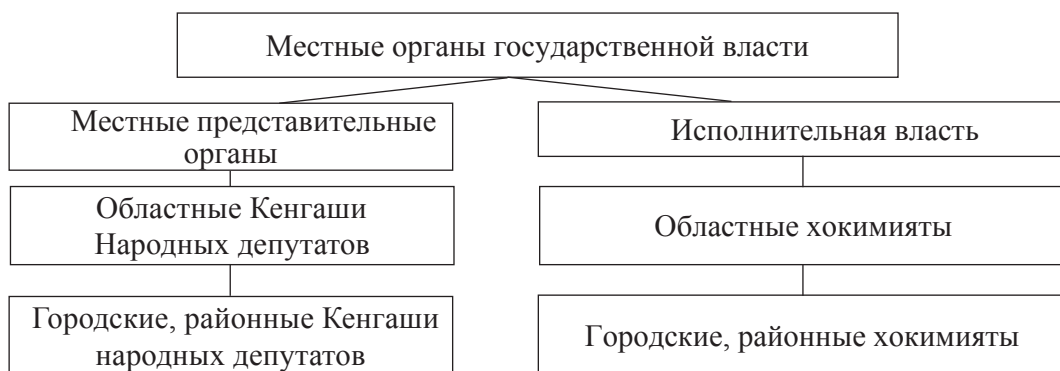 Местные органы государственной власти
Местные представительные
органы
Исполнительная власть
Областные Кенгаши
Народных депутатов
Областные хокимияты
Городские, районные Кенгаши
народных депутатов
Городские, районные хокимияты